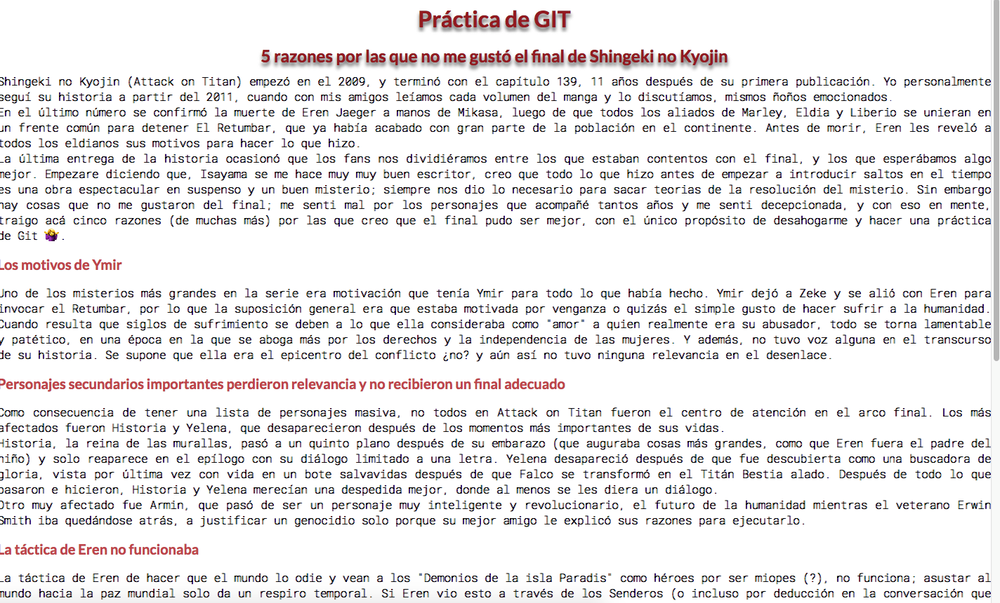 Práctica de GIT
5 razones por las que no me gustó el final de Shingeki no Kyojin
Shingeki no Kyojin (Attack on Titan) empezó en el 2009, y terminó con el capítulo 139, 11 años después de su primera publicación. Yo personalmente
seguí su historia a partir del 2011, cuando con mis amigos leíamos cada volumen del manga y lo discutíamos, mismos ñoños emocionados.
En el último número se confirmó la muerte de Eren Jaeger a manos de Mikasa, luego de que todos los aliados de Marley, Eldia y Liberio se unieran en
un frente común para detener El Retumbar, que ya había acabado con gran parte de la población en el continente. Antes de morir, Eren les reveló a
todos los eldianos sus motivos para hacer lo que hizo.
La última entrega de la historia ocasionó que los fans nos dividiéramos entre los que estaban contentos con el final, y los que esperábamos algo
mejor. Empezare diciendo que, Isayama se me hace muy muy buen escritor, creo que todo lo que hizo antes de empezar a introducir saltos en el tiempo
es una obra espectacular en suspenso y un buen misterio; siempre nos dio lo necesario para sacar teorias de la resolución del misterio. Sin embargo
hay cosas que no me gustaron del final; me senti mal por los personajes que acompañé tantos años y me senti decepcionada, y con eso en mente,
traigo acá cinco razones (de muchas más) por las que creo que el final pudo ser mejor, con el único propósito de desahogarme y hacer una práctica
de Git 🤷‍♀️.
Los motivos de Ymir
Uno de los misterios más grandes en la serie era motivación que tenía Ymir para todo lo que había hecho. Ymir dejó a Zeke y se alió con Eren para
invocar el Retumbar, por lo que la suposición general era que estaba motivada por venganza o quizás el simple gusto de hacer sufrir a la humanidad.
Cuando resulta que siglos de sufrimiento se deben a lo que ella consideraba como "amor" a quien realmente era su abusador, todo se torna lamentable
y patético, en una época en la que se aboga más por los derechos y la independencia de las mujeres. Y además, no tuvo voz alguna en el transcurso
de su historia. Se supone que ella era el epicentro del conflicto ¿no? y aún así no tuvo ninguna relevancia en el desenlace.
Personajes secundarios importantes perdieron relevancia y no recibieron un final adecuado
Como consecuencia de tener una lista de personajes masiva, no todos en Attack on Titan fueron el centro de atención en el arco final. Los más
afectados fueron Historia y Yelena, que desaparecieron después de los momentos más importantes de sus vidas.
Historia, la reina de las murallas, pasó a un quinto plano después de su embarazo (que auguraba cosas más grandes, como que Eren fuera el padre del
niño) y solo reaparece en el epílogo con su diálogo limitado a una letra. Yelena desapareció después de que fue descubierta como una buscadora de
gloria, vista por última vez con vida en un bote salvavidas después de que Falco se transformó en el Titán Bestia alado. Después de todo lo que
pasaron e hicieron, Historia y Yelena merecían una despedida mejor, donde al menos se les diera un diálogo.
Otro muy afectado fue Armin, que pasó de ser un personaje muy inteligente y revolucionario, el futuro de la humanidad mientras el veterano Erwin
Smith iba quedándose atrás, a justificar un genocidio solo porque su mejor amigo le explicó sus razones para ejecutarlo.
La táctica de Eren no funcionaba
La táctica de Eren de hacer que el mundo lo odie y vean a los "Demonios de la isla Paradis" como héroes por ser miopes (?), no funciona; asustar al
mundo hacia la paz mundial solo da un respiro temporal. Si Eren vio esto a través de los Senderos (o incluso por deducción en la conversación que